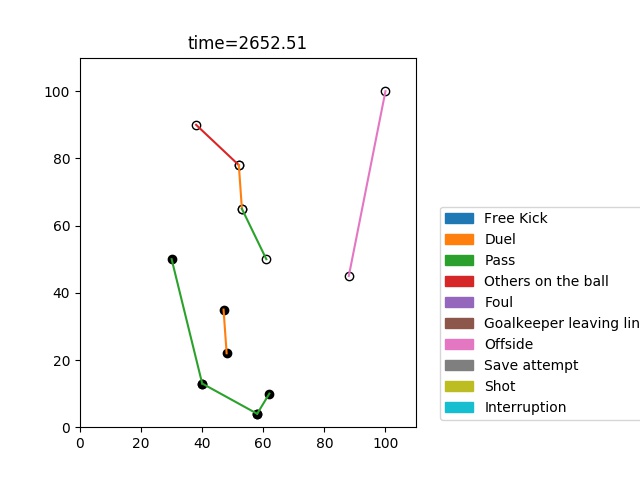 time=2652.51
100
80
60
40
20
0
0 20 40 60 80 100
Free Kick
Duel
Pass
Others on the ball
Foul
Goalkeeper leaving lin
Offside
Save attempt
Shot
Interruption